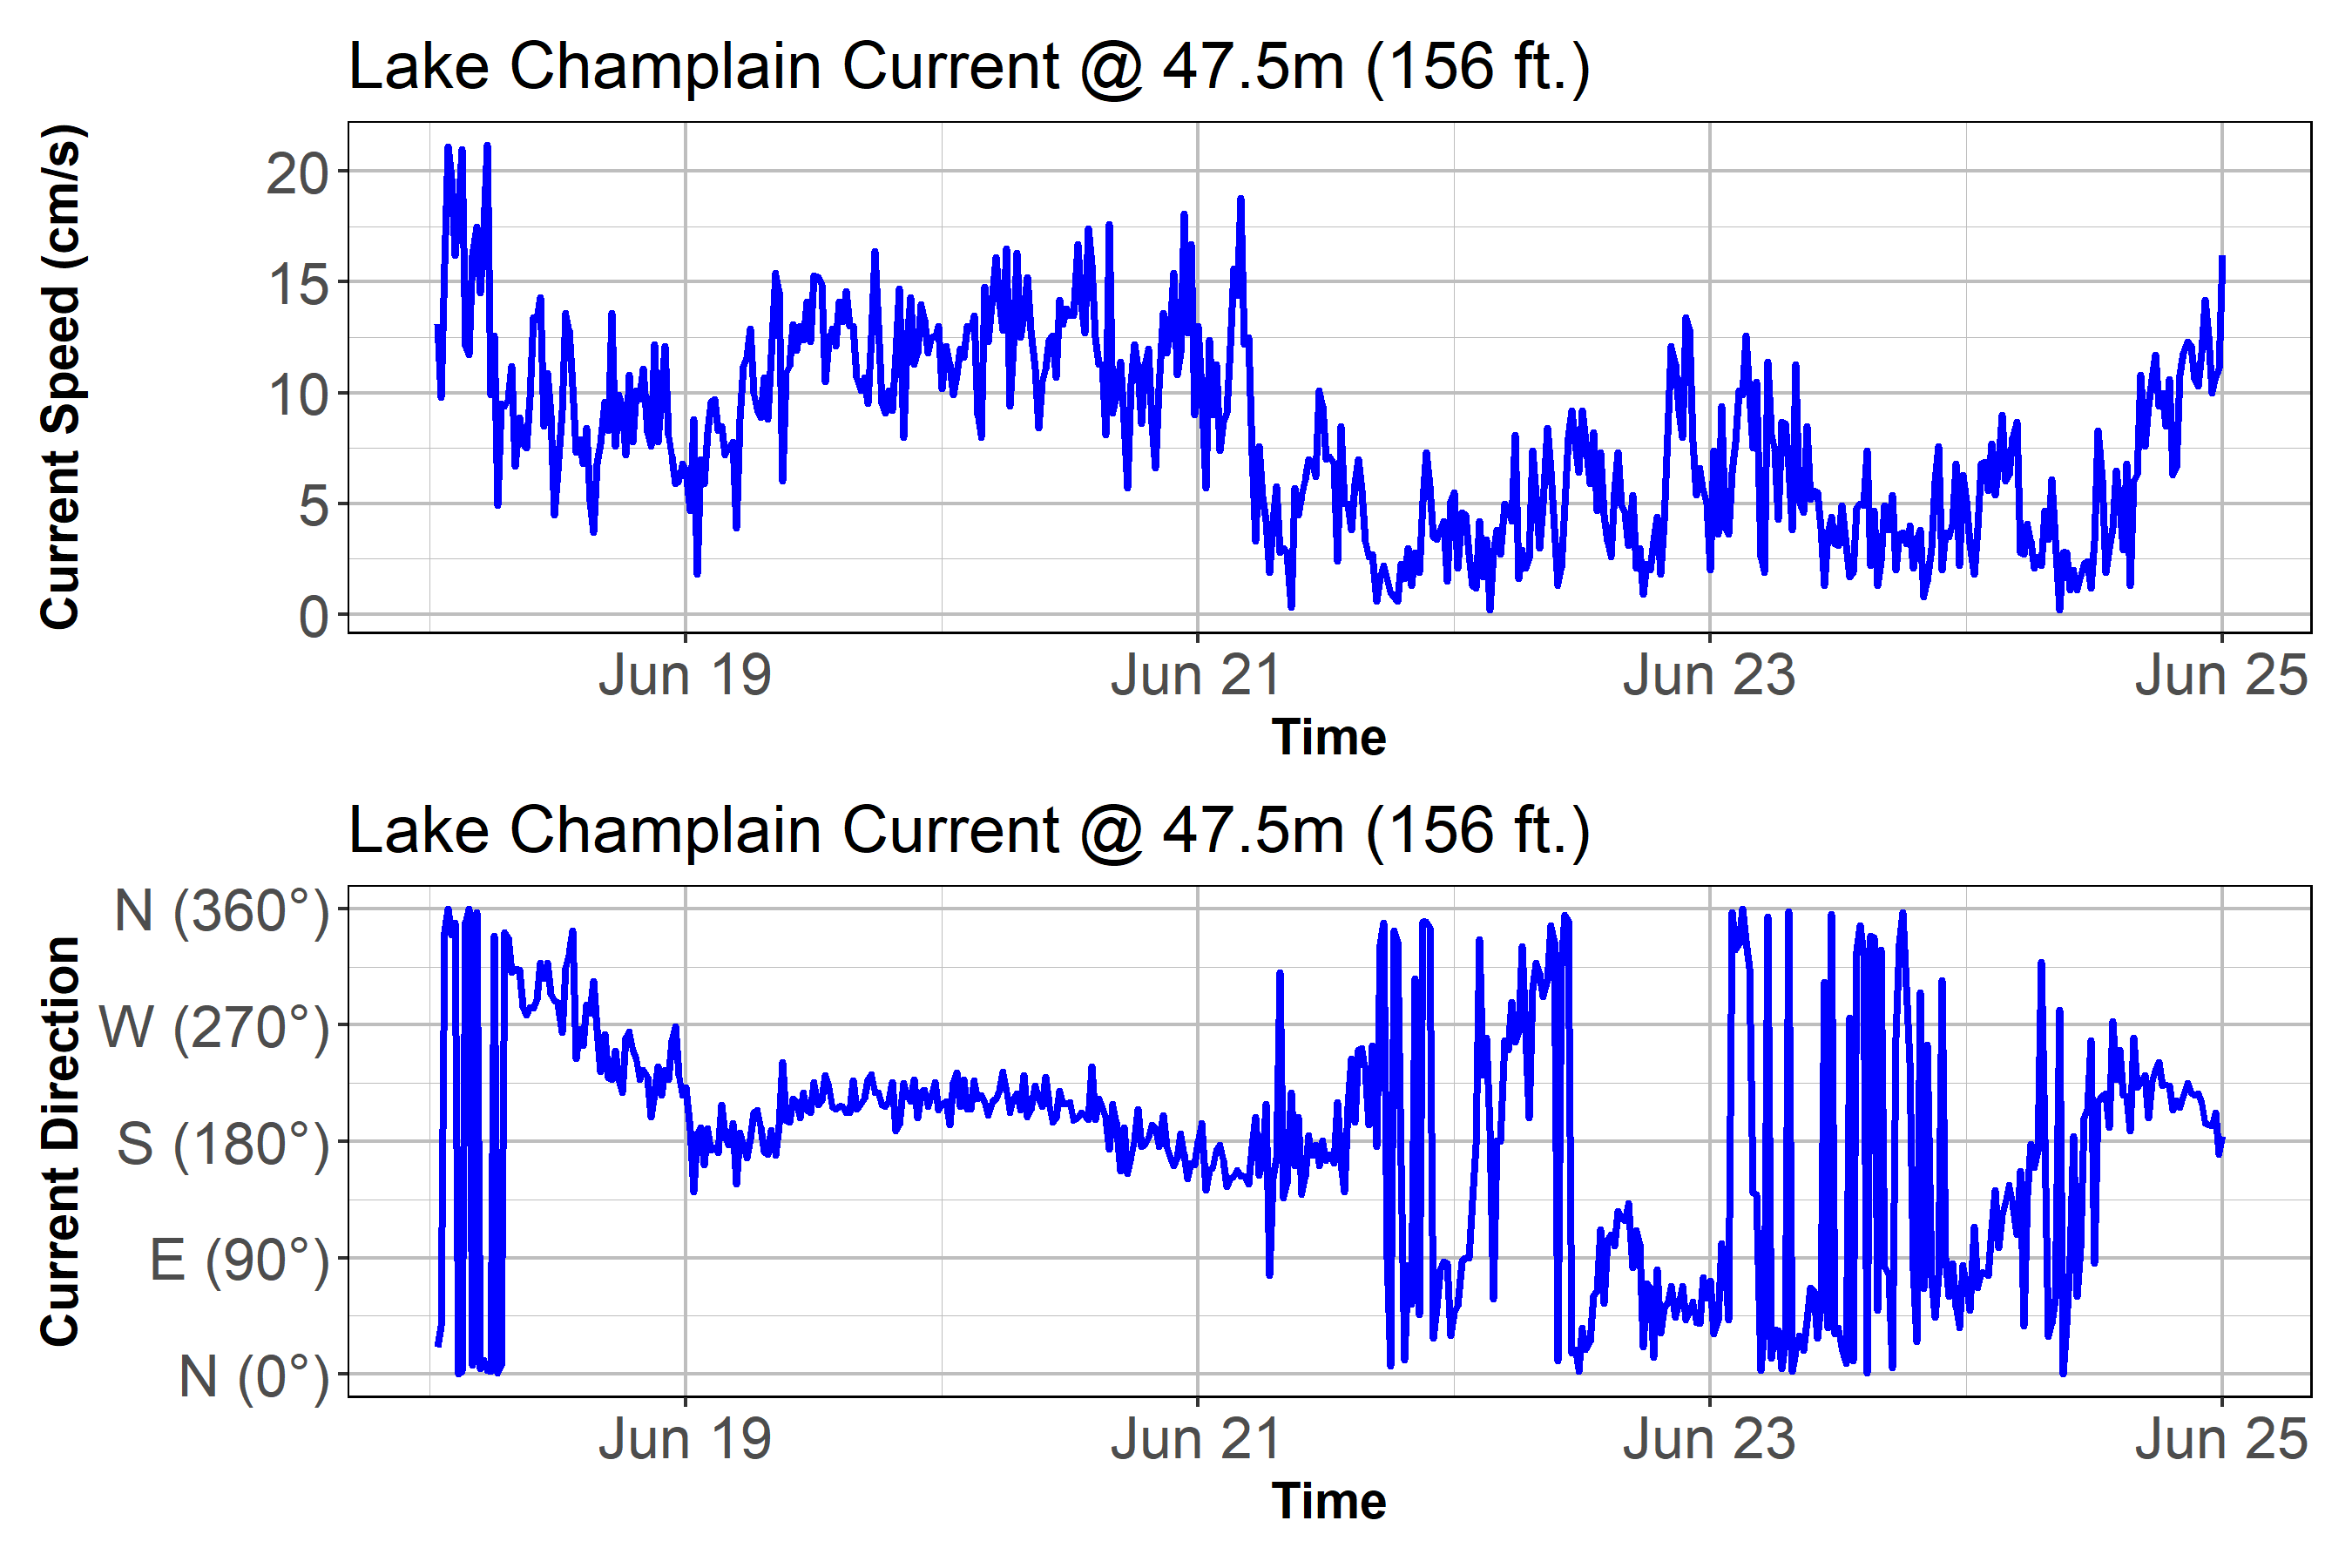 Lake Champlain Current @ 47.5m (156 ft.)
Current Speed (cm/s)
20
15
10
5
0
Jun 19 Jun 21 Jun 23 Jun 25
Time
Lake Champlain Current @ 47.5m (156 ft.)
Current Direction
N (360°)
W (270°)
S (180°)
E (90°)
N (0°)
Jun 19 Jun 21 Jun 23 Jun 25
Time